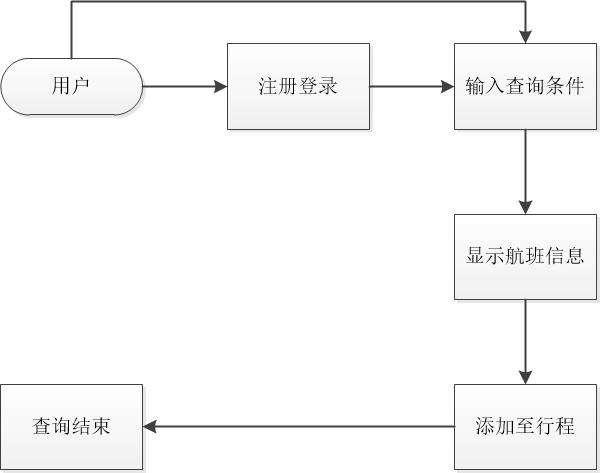 用户
注册登录
输入查询条件
显示航班信息
查询结束
添加至行程